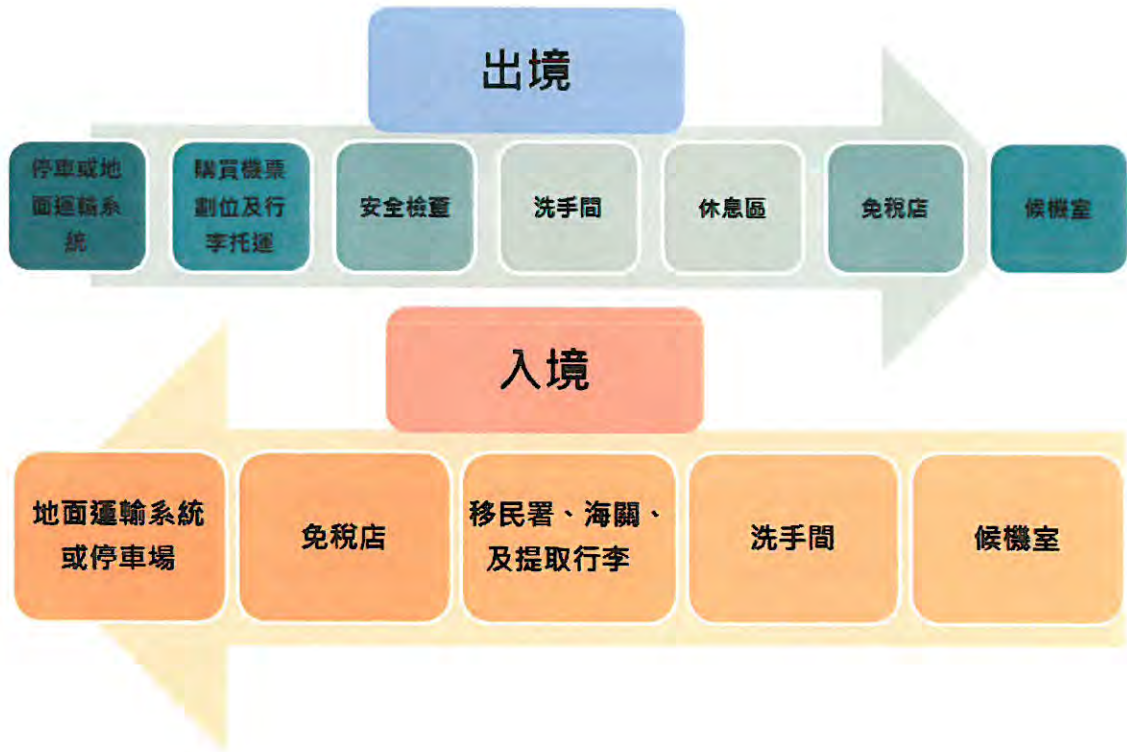 出境
停車或地
面運輸系
統
購買機票
劃位及行
李托運
安全檢查
洗手間
休息區
免稅店
候機室
入境
地面運輸系統
或停車場
免稅店
移民署、海關、
及提取行李
洗手間
候機室